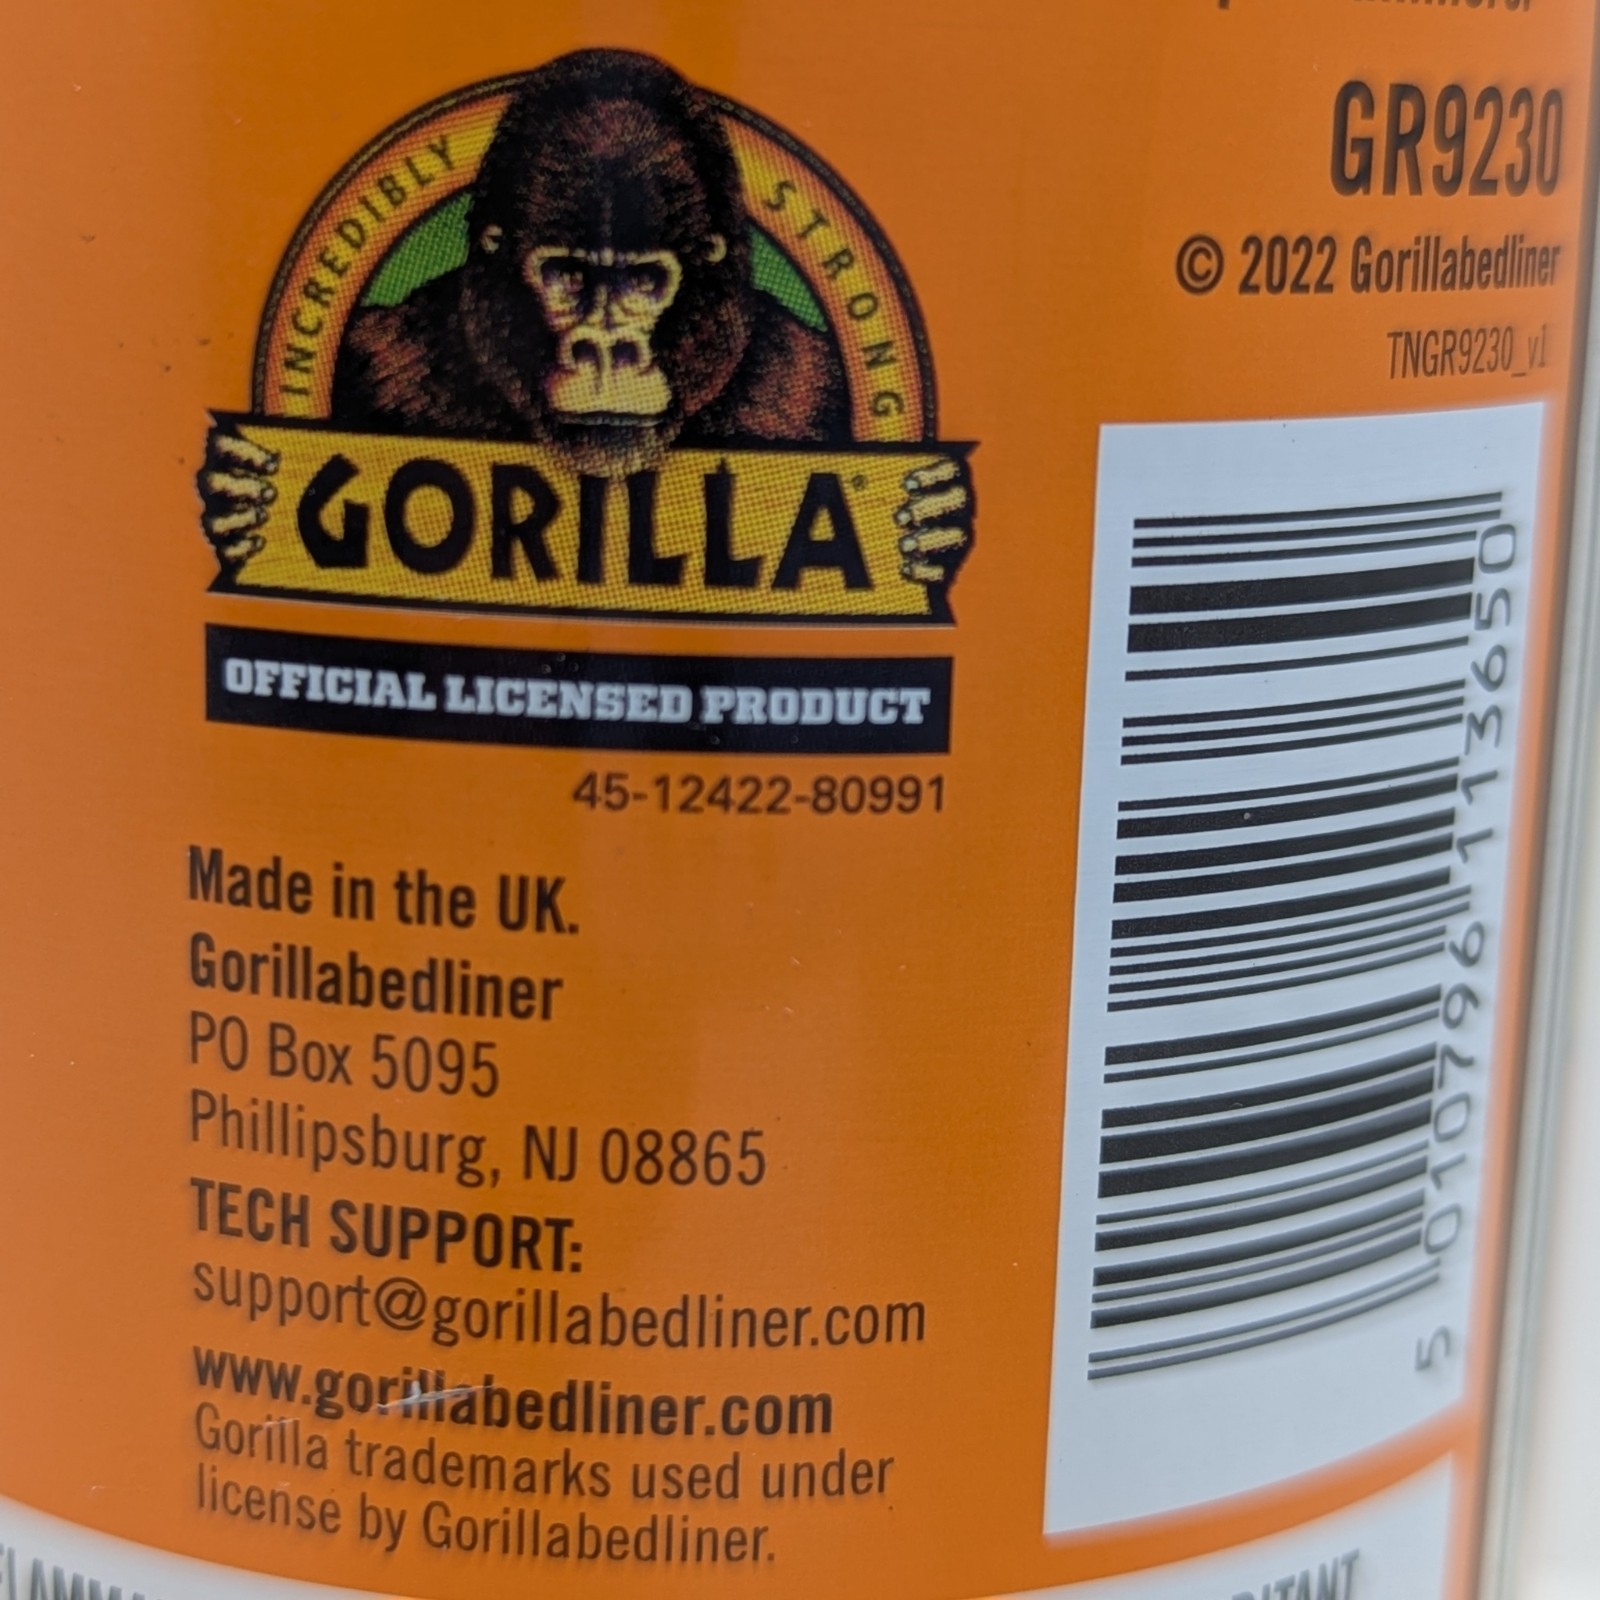 INCREDIBLY STRONG
GORILLA®
OFFICIAL LICENSED PRODUCT
45-12422-80991
Made in the UK.
Gorillabedliner
PO Box 5095
Phillipsburg, NJ 08865
TECH SUPPORT:
support@gorillabedliner.com
www.gorillabedliner.com
Gorilla trademarks used under
license by Gorillabedliner.
GR9230
© 2022 Gorillabedliner
TNGR9230_v1
5 010796 113650